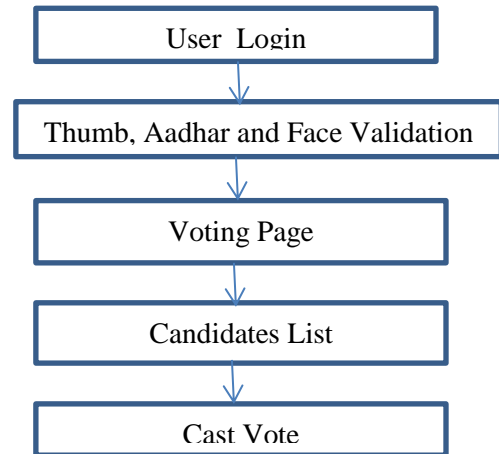 User Login
Thumb, Aadhar and Face Validation
Voting Page
Candidates List
Cast Vote